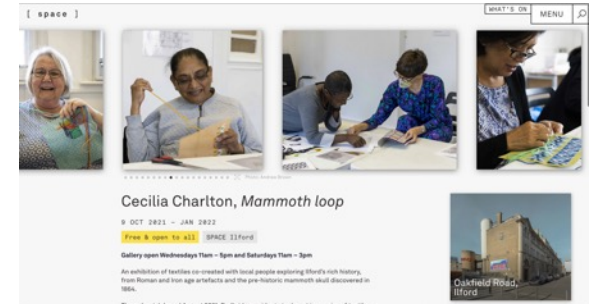 [ space ]
WHAT'S ON
MENU
Cecilia Charlton, Mammoth loop
9 OCT 2021 – JAN 2022
Free & open to all
SPACE Ilford
Gallery open Wednesdays 11am – 5pm and Saturdays 11am – 3pm
An exhibition of textiles co-created with local people exploring Ilford's rich history,
from Roman and Iron age artefacts and the pre-historic mammoth skull discovered in
1864.
Oakfield Road,
Ilford